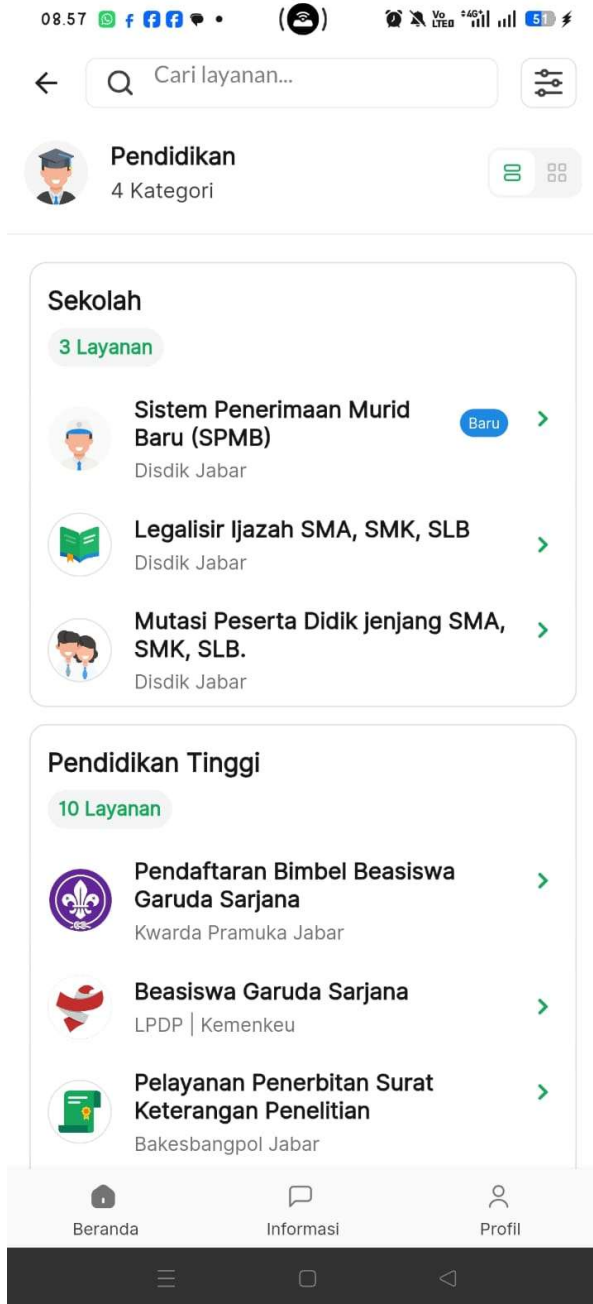 08.57
51
Cari layanan...
Pendidikan
4 Kategori
Sekolah
3 Layanan
Sistem Penerimaan Murid
Baru (SPMB)
Baru
Disdik Jabar
Legalisir Ijazah SMA, SMK, SLB
Disdik Jabar
Mutasi Peserta Didik jenjang SMA,
SMK, SLB.
Disdik Jabar
Pendidikan Tinggi
10 Layanan
Pendaftaran Bimbel Beasiswa
Garuda Sarjana
Kwarda Pramuka Jabar
Beasiswa Garuda Sarjana
LPDP | Kemenkeu
Pelayanan Penerbitan Surat
Keterangan Penelitian
Bakesbangpol Jabar
Beranda
Informasi
Profil